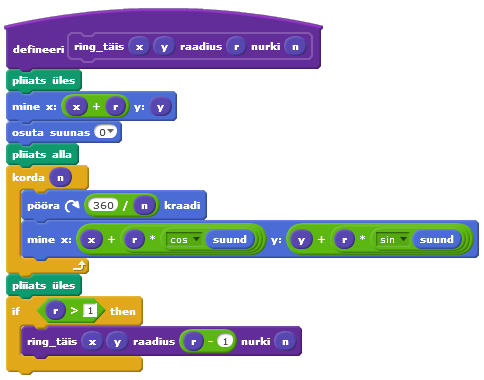 defineeri ring_täis x y raadius r nurki n
pliiats üles
mine x: x + r y: y
osuta suunas 0
pliiats alla
korda n
pööra 360 / n kraadi
mine x: x + r * cos suund y: y + r * sin suund
pliiats üles
if r > 1 then
ring_täis x y raadius r - 1 nurki n